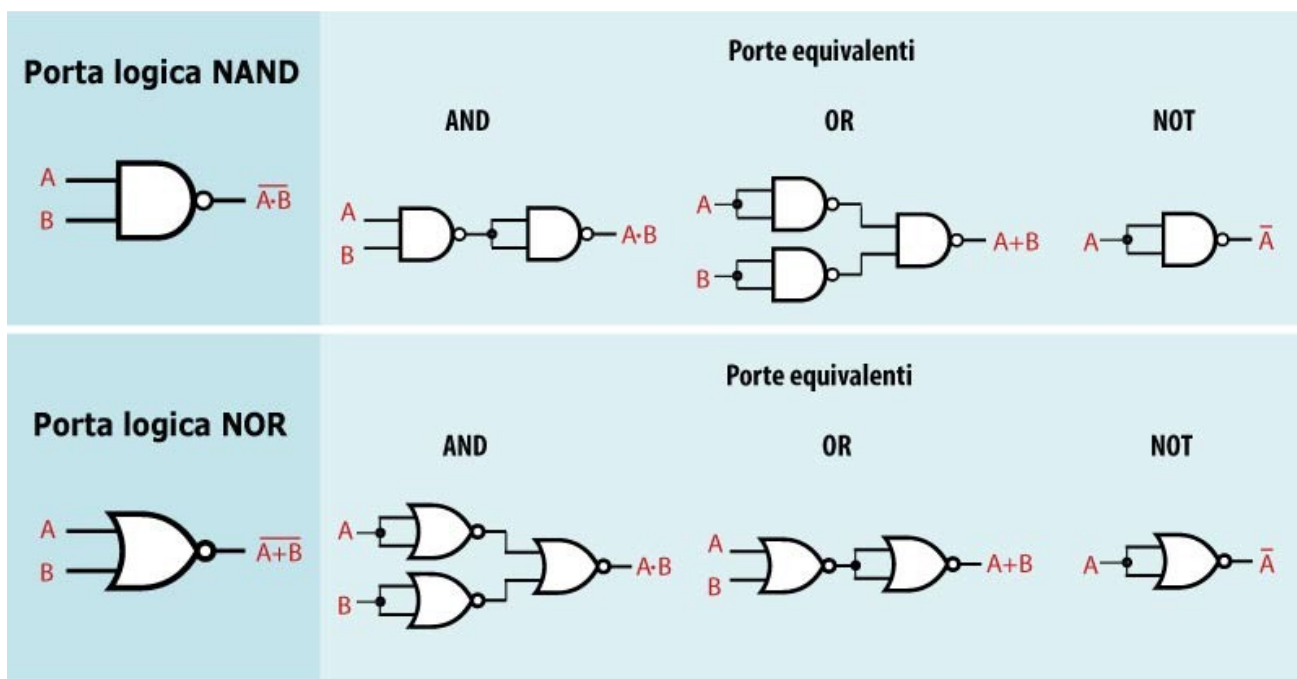 Porta logica NAND
A
B
A̅·̅B̅
Porte equivalenti
AND
A
B
A·B
OR
A
B
A+B
NOT
A
A̅
Porta logica NOR
A
B
A̅+̅B̅
Porte equivalenti
AND
A
B
A·B
OR
A
B
A+B
NOT
A
A̅